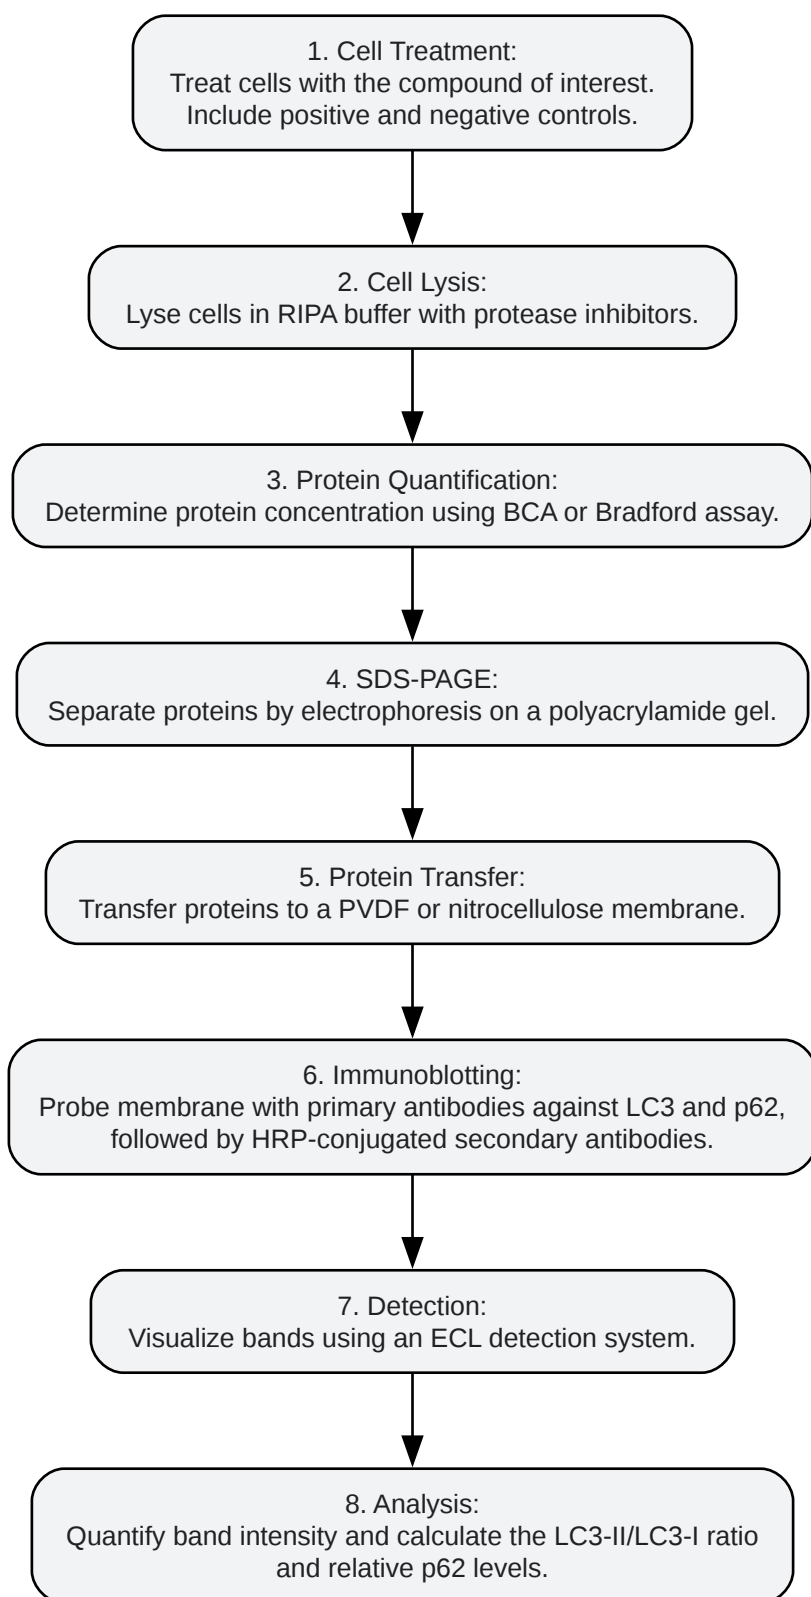 1. Cell Treatment:
Treat cells with the compound of interest.
Include positive and negative controls.
2. Cell Lysis:
Lyse cells in RIPA buffer with protease inhibitors.
3. Protein Quantification:
Determine protein concentration using BCA or Bradford assay.
4. SDS-PAGE:
Separate proteins by electrophoresis on a polyacrylamide gel.
5. Protein Transfer:
Transfer proteins to a PVDF or nitrocellulose membrane.
6. Immunoblotting:
Probe membrane with primary antibodies against LC3 and p62,
followed by HRP-conjugated secondary antibodies.
7. Detection:
Visualize bands using an ECL detection system.
8. Analysis:
Quantify band intensity and calculate the LC3-II/LC3-I ratio
and relative p62 levels.